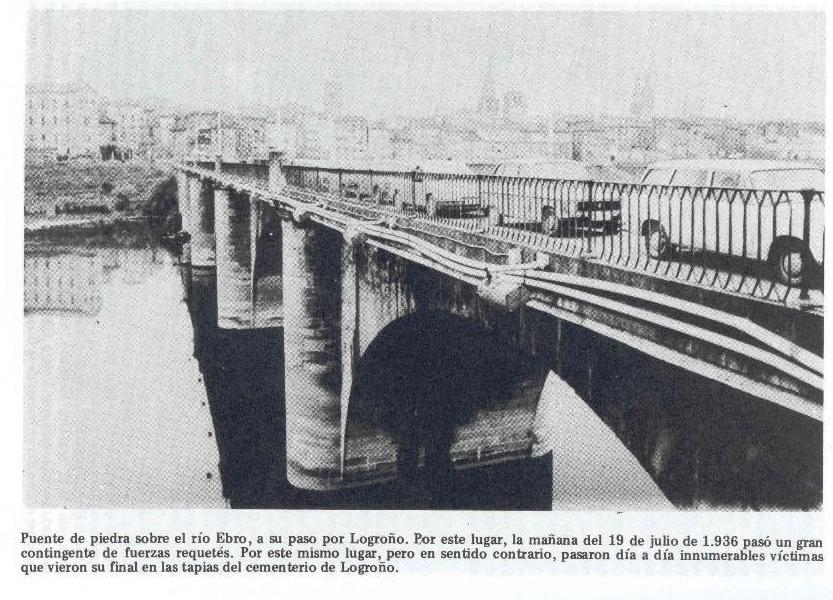 Puente de piedra sobre el río Ebro, a su paso por Logroño. Por este lugar, la mañana del 19 de julio de 1.936 pasó un gran
contingente de fuerzas requetés. Por este mismo lugar, pero en sentido contrario, pasaron día a día innumerables víctimas
que vieron su final en las tapias del cementerio de Logroño.